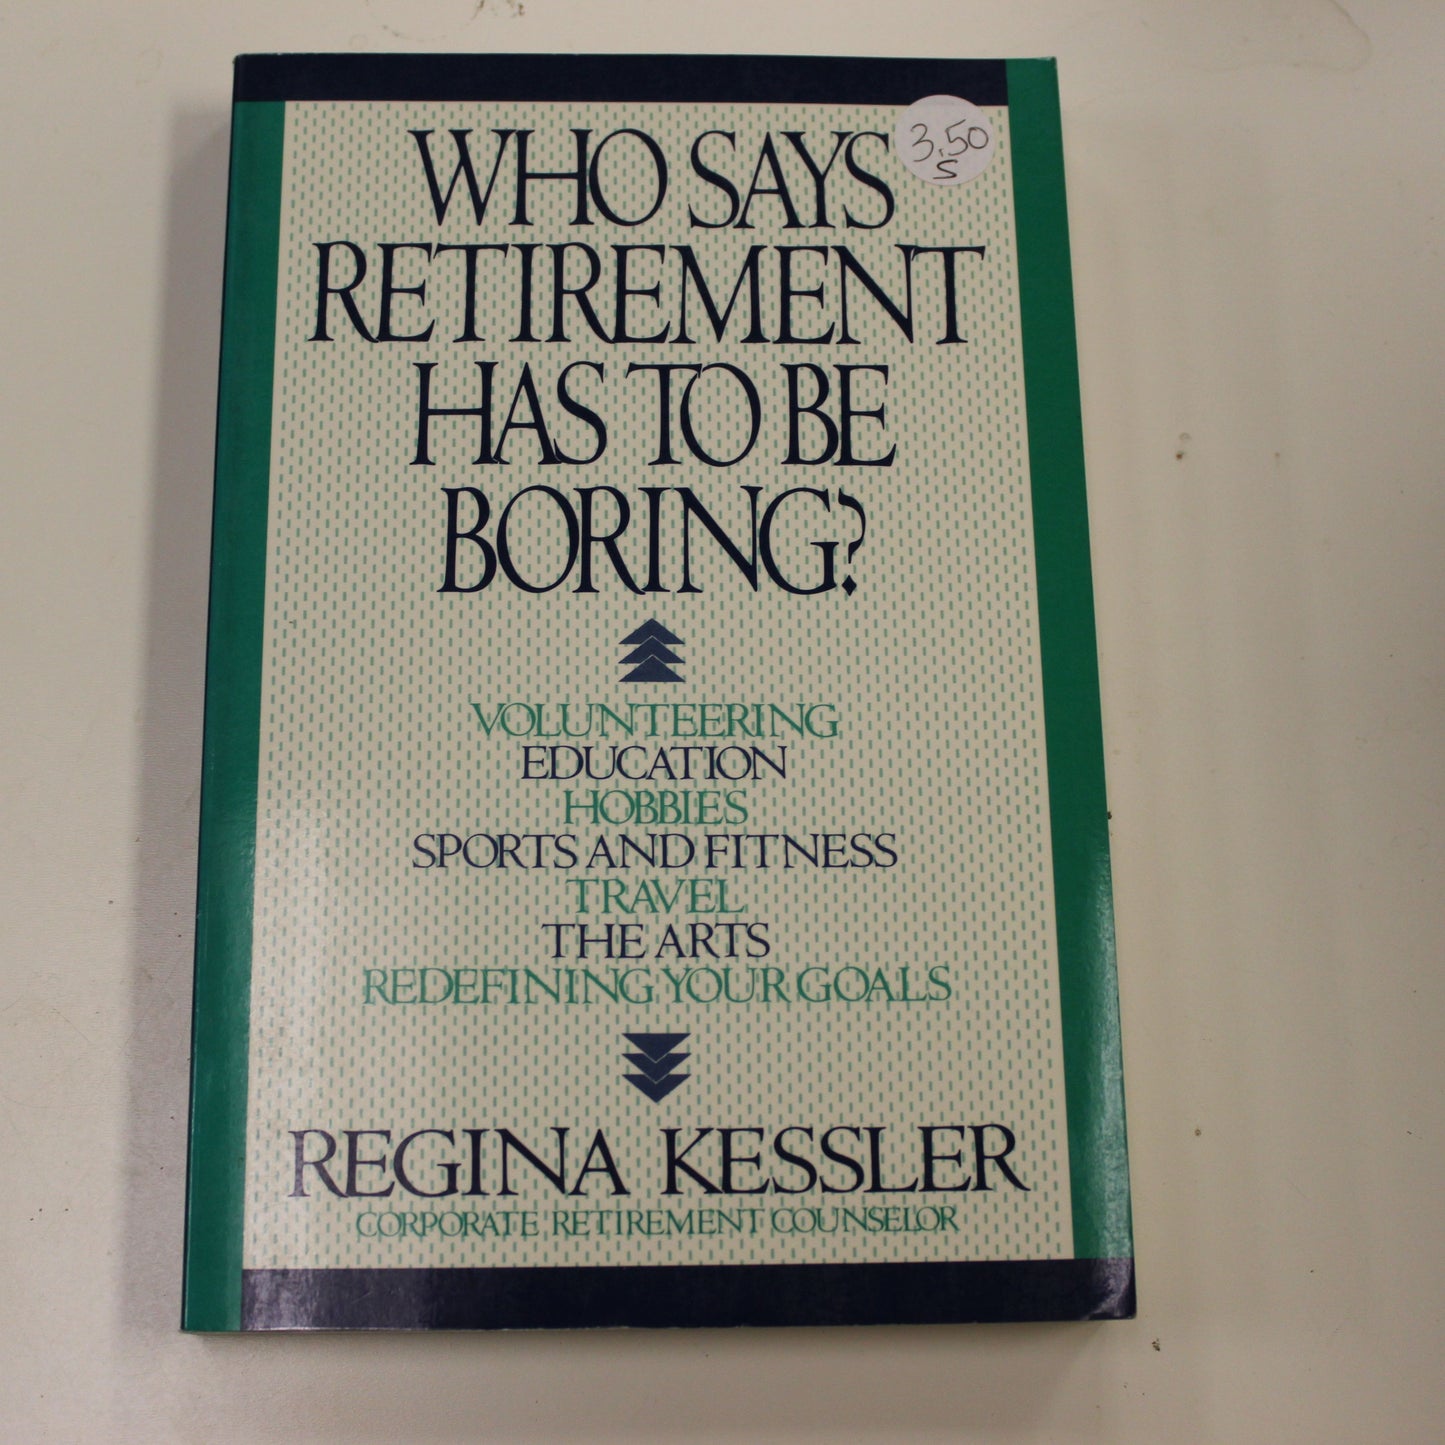 3.50
S
WHO SAYS
RETIREMENT
HAS TO BE
BORING?
VOLUNTEERING
EDUCATION
HOBBIES
SPORTS AND FITNESS
TRAVEL
THE ARTS
REDEFINING YOUR GOALS
REGINA KESSLER
CORPORATE RETIREMENT COUNSELOR